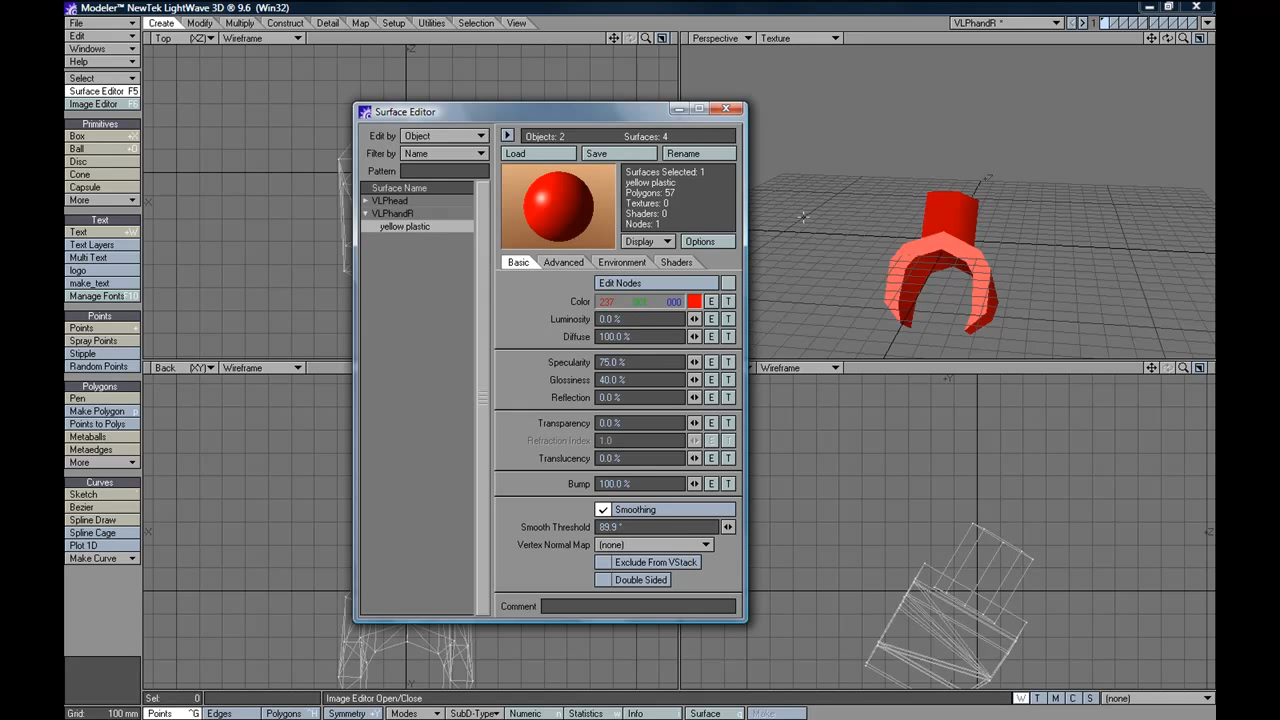 Modeler™ NewTek LightWave 3D ® 9.6 (Win32)
File Create Modify Multiply Construct Detail Map Setup Utilities Selection View VLPhandR * 1
Edit Top (XZ) Wireframe Perspective Texture
Windows
Help
Select
Surface Editor F5
Image Editor F6
Primitives
Box +X
Ball +O
Disc
Cone
Capsule
More
Text
Text +W
Text Layers
Multi Text
logo
make_text
Manage Fonts F10
Points
Points +
Spray Points
Stipple
Random Points
Polygons
Pen
Make Polygon p
Points to Polys
Metaballs
Metaedges
More
Curves
Sketch
Bezier
Spline Draw
Spline Cage
Plot 1D
Make Curve
Surface Editor
Edit by Object
Filter by Name
Pattern
Surface Name
VLPhead
VLPhandR
yellow plastic
Objects: 2 Surfaces: 4
Load Save Rename
Surfaces Selected: 1
yellow plastic
Polygons: 57
Textures: 0
Shaders: 0
Nodes: 1
Display Options
Basic Advanced Environment Shaders
Edit Nodes
Color 237 000 E T
Luminosity 0.0 % E T
Diffuse 100.0 % E T
Specularity 75.0 % E T
Glossiness 40.0 % E T
Reflection 0.0 % E T
Transparency 0.0 % E T
Refraction Index 1.0 E T
Translucency 0.0 % E T
Bump 100.0 % E T
Smoothing
Smooth Threshold 89.9 °
Vertex Normal Map (none)
Exclude From VStack
Double Sided
Comment
Back (XY) Wireframe Wireframe
Z
X
Y
Z
+Y
Z
Sel: 0 Image Editor Open/Close W T M C S (none)
Grid: 100 mm Points ^G Edges Polygons H Symmetry +Y Modes SubD-Type Numeric n Statistics w Info i Surface q Make